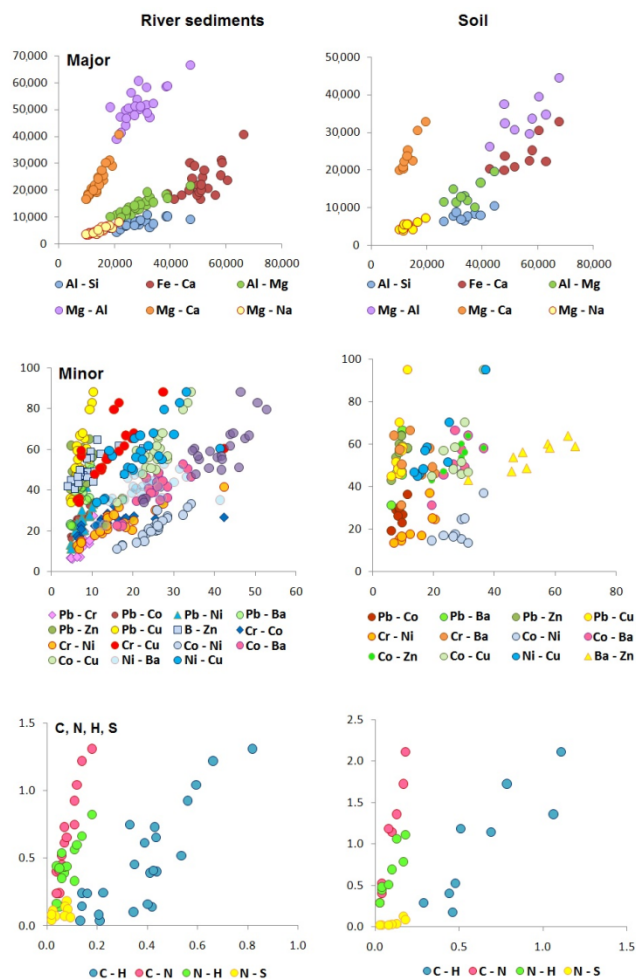 River sediments
Soil
Major
70,000
60,000
50,000
40,000
30,000
20,000
10,000
0
0 20,000 40,000 60,000 80,000
Al - Si Fe - Ca Al - Mg
Mg - Al Mg - Ca Mg - Na
50,000
40,000
30,000
20,000
10,000
0
0 20,000 40,000 60,000 80,000
Al - Si Fe - Ca Al - Mg
Mg - Al Mg - Ca Mg - Na
Minor
100
80
60
40
20
0
0 10 20 30 40 50 60
Pb - Cr Pb - Co Pb - Ni Pb - Ba
Pb - Zn Pb - Cu B - Zn Cr - Co
Cr - Ni Cr - Cu Co - Ni Co - Ba
Co - Cu Ni - Ba Ni - Cu
100
80
60
40
20
0
0 20 40 60 80
Pb - Co Pb - Ba Pb - Zn Pb - Cu
Cr - Ni Cr - Ba Co - Ni Co - Ba
Co - Zn Co - Cu Ni - Cu Ba - Zn
C, N, H, S
1.5
1.0
0.5
0.0
0.0 0.2 0.4 0.6 0.8 1.0
C - H C - N N - H N - S
2.5
2.0
1.5
1.0
0.5
0.0
0.0 0.5 1.0 1.5
C - H C - N N - H N - S